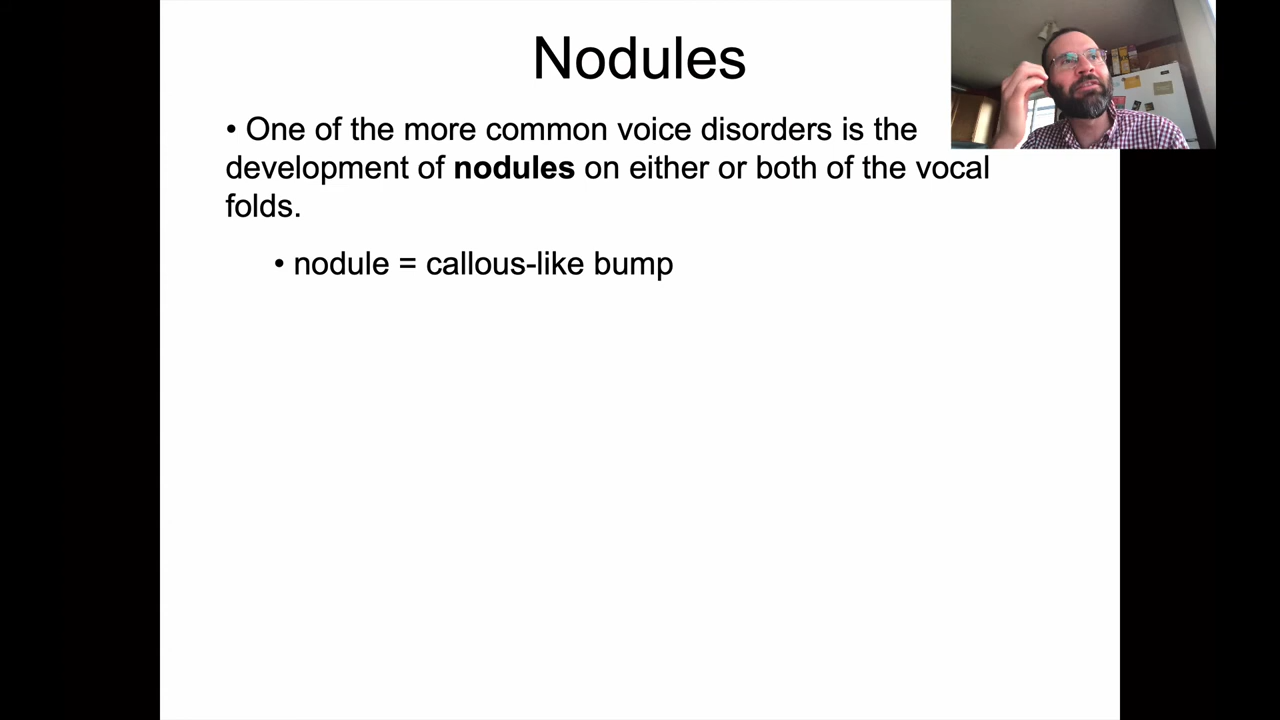 Nodules
• One of the more common voice disorders is the
development of nodules on either or both of the vocal
folds.
• nodule = callous-like bump